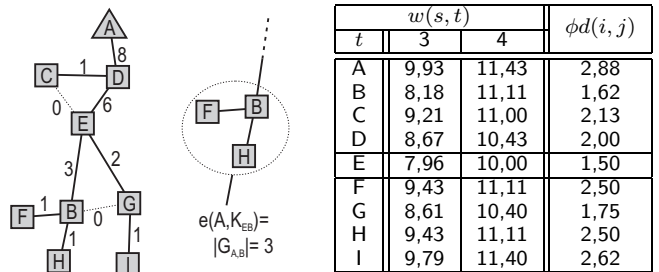 A
8
C 1 D
0 6
E
3 2
F 1 B 0 G
1 1
H I
F B
H
e(A,K_EB)=
|G_A,B|= 3
w(s, t) φd(i, j)
t 3 4
A 9,93 11,43 2,88
B 8,18 11,11 1,62
C 9,21 11,00 2,13
D 8,67 10,43 2,00
E 7,96 10,00 1,50
F 9,43 11,11 2,50
G 8,61 10,40 1,75
H 9,43 11,11 2,50
I 9,79 11,40 2,62